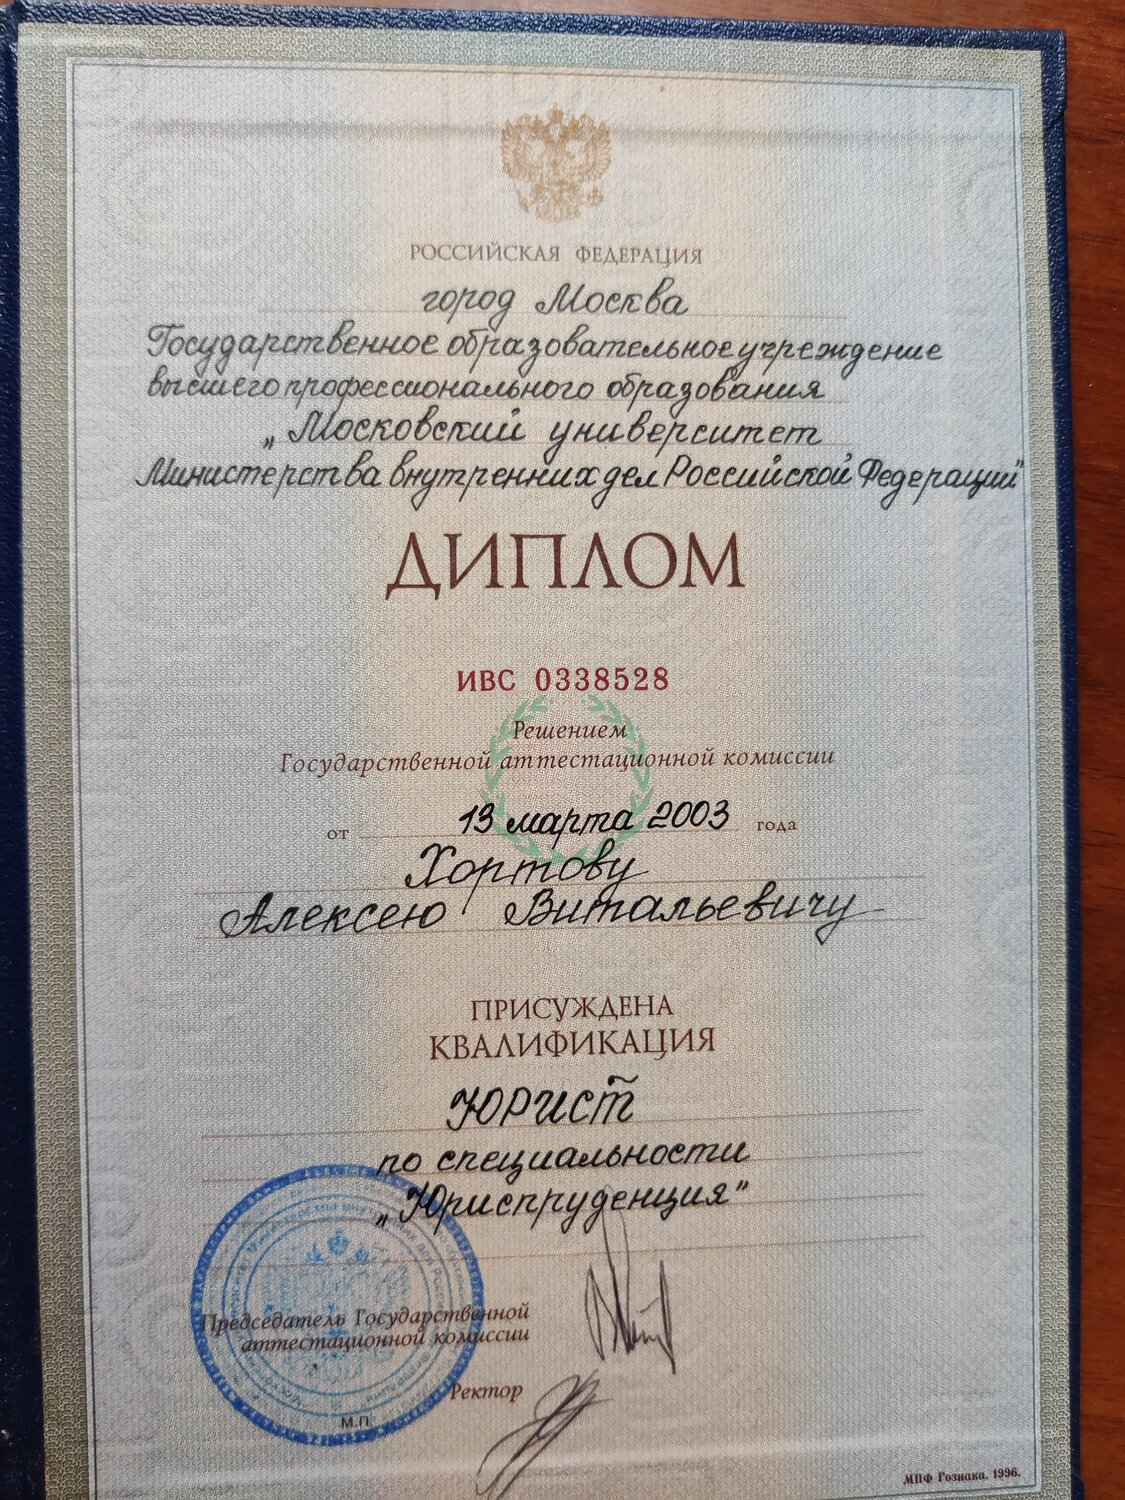 РОССИЙСКАЯ ФЕДЕРАЦИЯ
город Москва
Государственное образовательное учреждение
высшего профессионального образования
„Московский университет
Министерства внутренних дел Российской Федерации"
ДИПЛОМ
ИВС 0338528
Решением
Государственной аттестационной комиссии
от 13 марта 2003 года
Хортову
Алексею Витальевичу
ПРИСУЖДЕНА
КВАЛИФИКАЦИЯ
ЮРИСТ
по специальности
„Юриспруденция"
Председатель Государственной
аттестационной комиссии
Ректор
М.П.
МПФ Гознака. 1996.